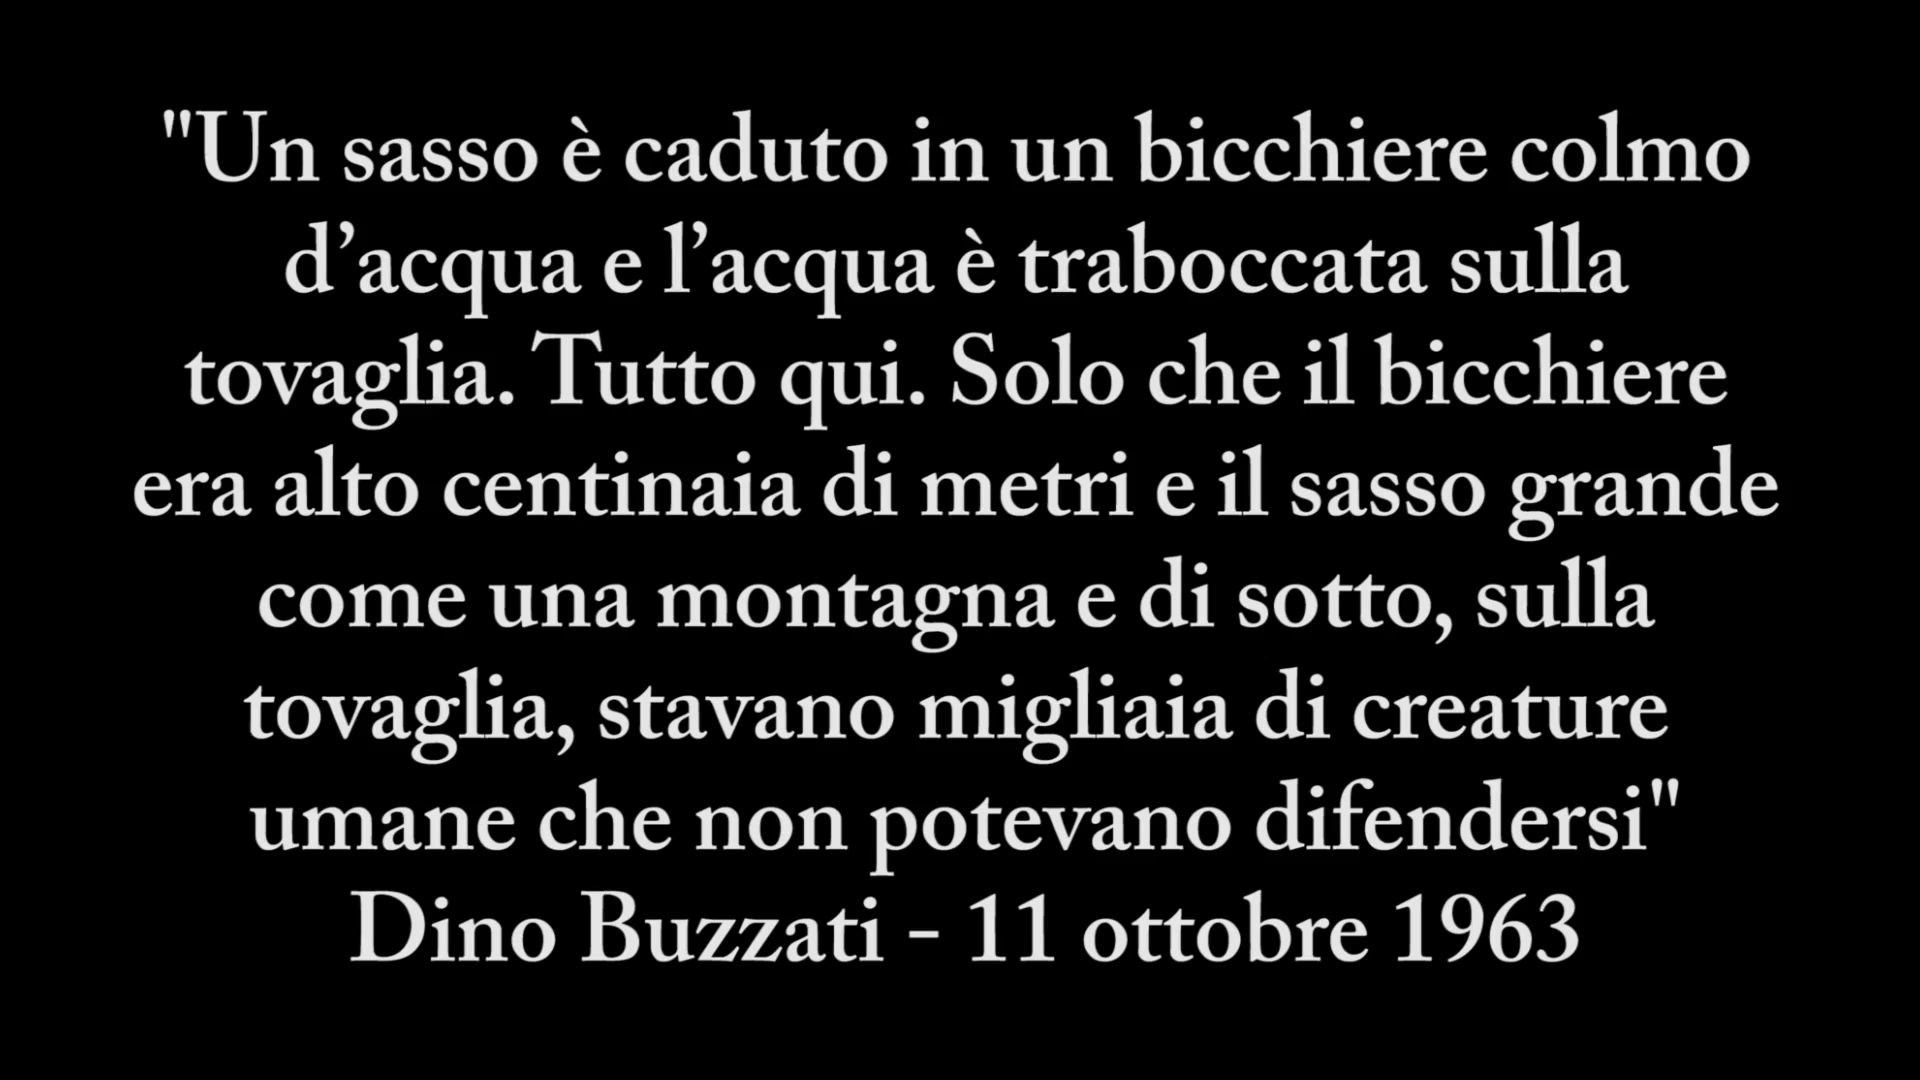 "Un sasso è caduto in un bicchiere colmo
d’acqua e l’acqua è traboccata sulla
tovaglia. Tutto qui. Solo che il bicchiere
era alto centinaia di metri e il sasso grande
come una montagna e di sotto, sulla
tovaglia, stavano migliaia di creature
umane che non potevano difendersi"
Dino Buzzati - 11 ottobre 1963